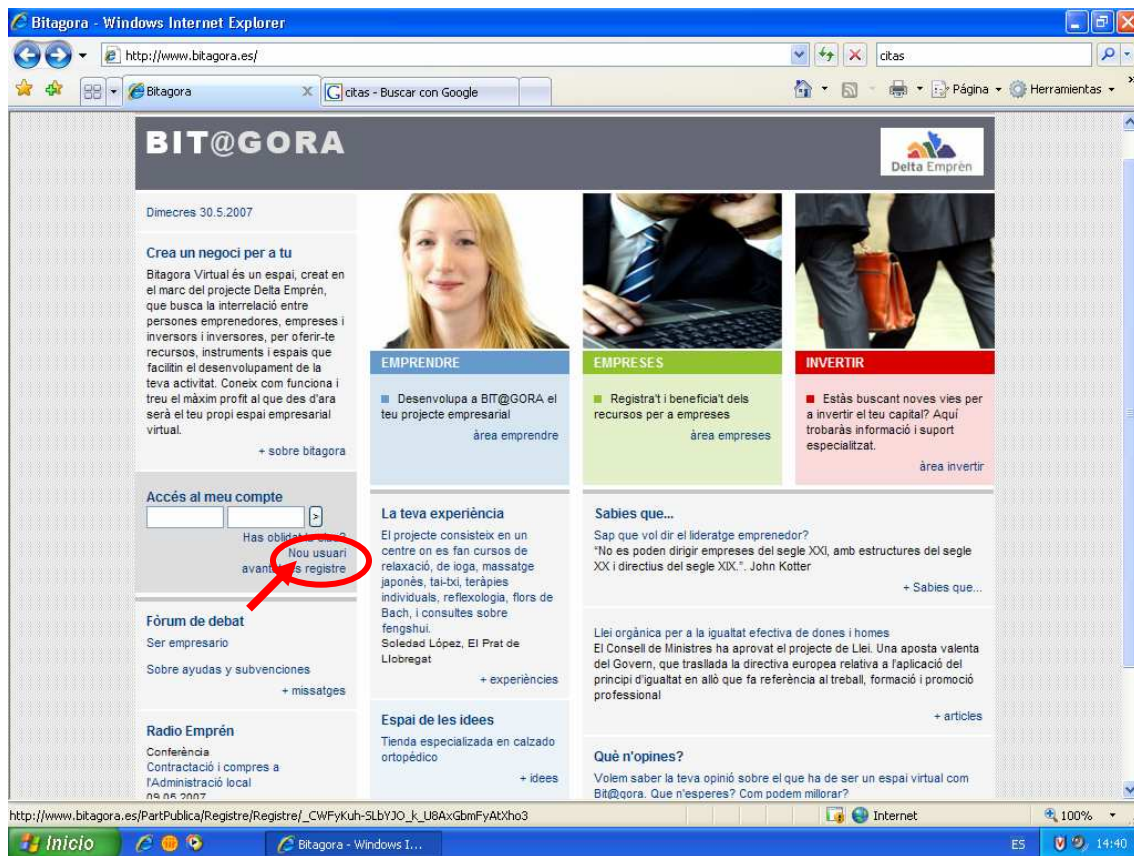 Bitagora - Windows Internet Explorer
http://www.bitagora.es/
citas
Bitagora
citas - Buscar con Google
Página
Herramientas
BIT@GORA
Delta Emprèn
Dimecres 30.5.2007
Crea un negoci per a tu
Bitagora Virtual és un espai, creat en
el marc del projecte Delta Emprén,
que busca la interrelació entre
persones emprenedores, empreses i
inversors i inversores, per oferir-te
recursos, instruments i espais que
facilitin el desenvolupament de la
teva activitat. Coneix com funciona i
treu el màxim profit al que des d'ara
serà el teu propi espai empresarial
virtual.
+ sobre bitagora
Accés al meu compte
>
Has oblidat
Nou usuari
registre
Fòrum de debat
Ser empresario
Sobre ayudas y subvenciones
+ missatges
Radio Emprén
Conferència
Contractació i compres a
l'Administració local
09.05.2007
EMPRENDRE
Desenvolupa a BIT@GORA el
teu projecte empresarial
àrea emprendre
EMPRESES
Registra't i beneficia't dels
recursos per a empreses
àrea empreses
INVERTIR
Estàs buscant noves vies per
a invertir el teu capital? Aquí
trobaràs informació i suport
especialitzat.
àrea invertir
La teva experiència
El projecte consisteix en un
centre on es fan cursos de
relaxació, de ioga, massatge
japonès, tai-txi, teràpies
individuals, reflexologia, flors de
Bach, i consultes sobre
fengshui.
Soledad López, El Prat de
Llobregat
+ experiències
Espai de les idees
Tienda especializada en calzado
ortopédico
+ idees
Sabies que...
Sap que vol dir el lideratge emprenedor?
"No es poden dirigir empreses del segle XXI, amb estructures del segle
XX i directius del segle XIX.". John Kotter
+ Sabies que...
Llei orgànica per a la igualtat efectiva de dones i homes
El Consell de Ministres ha aprovat el projecte de Llei. Una aposta valenta
del Govern, que trasllada la directiva europea relativa a l'aplicació del
principi d'igualtat en allò que fa referència al treball, formació i promoció
professional
+ articles
Què n'opines?
Volem saber la teva opinió sobre el que ha de ser un espai virtual com
Bit@gora. Que n'esperes? Com podem millorar?
http://www.bitagora.es/PartPublica/Registre/Registre/_CWFyKuh-SLbYJO_k_U8AxGbmFyAtXho3
Internet
100%
Inicio
Bitagora - Windows I...
ES
14:40